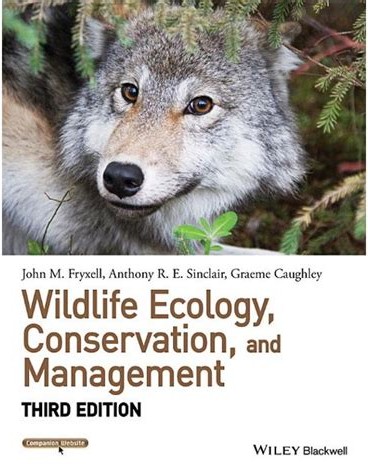 John M. Fryxell, Anthony R. E. Sinclair, Graeme Caughley
Wildlife Ecology,
Conservation, and
Management
THIRD EDITION
Companion Website
WILEY Blackwell